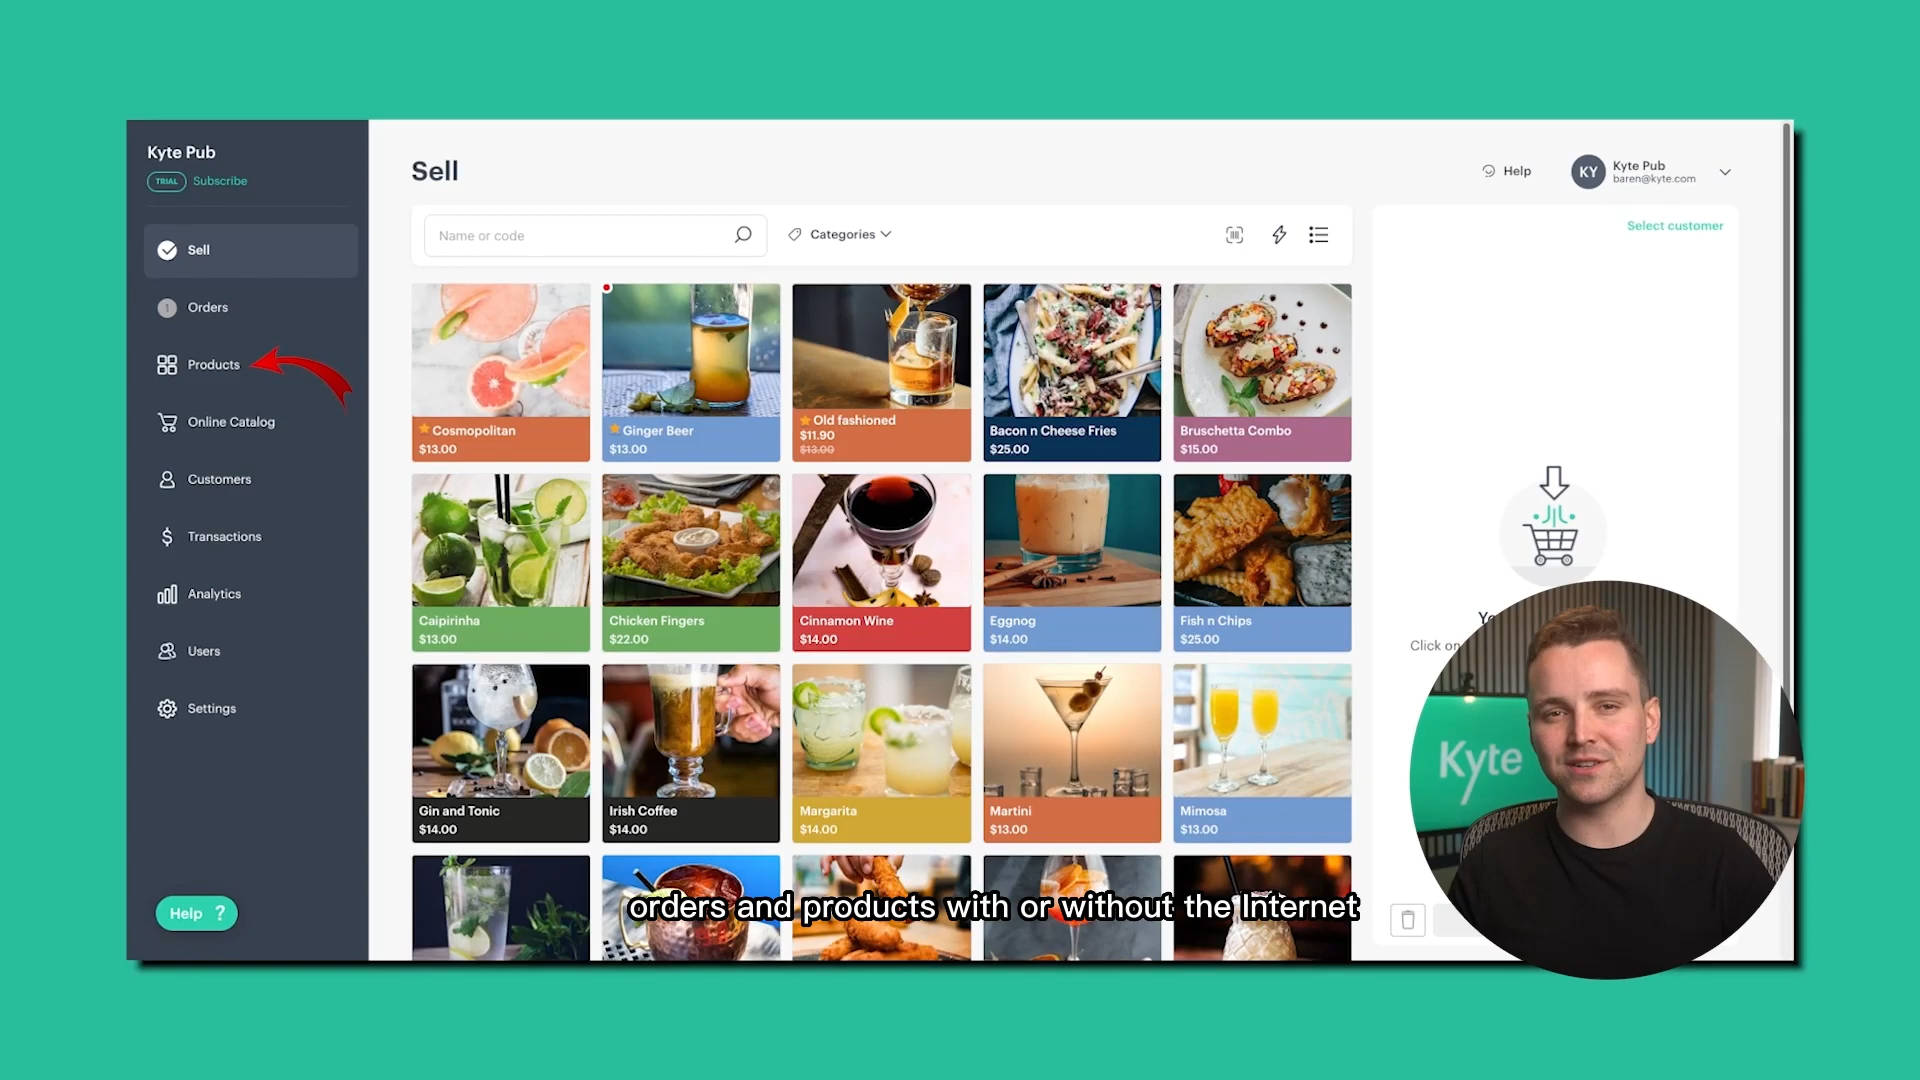 Kyte Pub
TRIAL Subscribe
Sell
1 Orders
Products
Online Catalog
Customers
Transactions
Analytics
Users
Settings
Help ?
Sell
Help
KY
Kyte Pub
baren@kyte.com
Name or code
Categories
Select customer
Cosmopolitan
$13.00
Ginger Beer
$13.00
Old fashioned
$11.90
$13.00
Bacon n Cheese Fries
$25.00
Bruschetta Combo
$15.00
Caipirinha
$13.00
Chicken Fingers
$22.00
Cinnamon Wine
$14.00
Eggnog
$14.00
Fish n Chips
$25.00
Gin and Tonic
$14.00
Irish Coffee
$14.00
Margarita
$14.00
Martini
$13.00
Mimosa
$13.00
Click on
Kyte
orders and products with or without the Internet